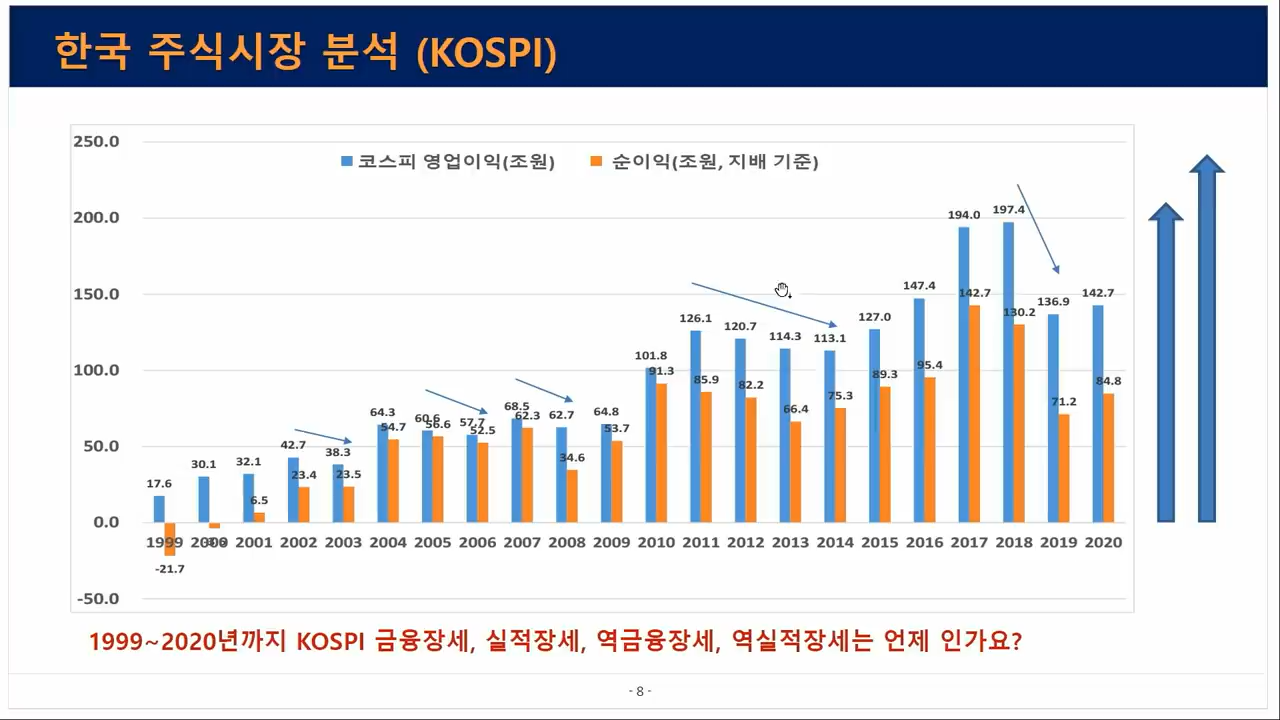 한국 주식시장 분석 (KOSPI)
250.0
코스피 영업이익(조원) 순이익(조원, 지배 기준)
200.0
150.0
100.0
50.0
0.0
-50.0
17.6 30.1 32.1 42.7 38.3 64.3 60.6 57.7 68.5 62.7 64.8 101.8 126.1 120.7 114.3 113.1 127.0 147.4 194.0 197.4 136.9 142.7
-21.7 6.5 23.4 23.5 54.7 56.6 52.5 62.3 34.6 53.7 91.3 85.9 82.2 66.4 75.3 89.3 95.4 142.7 130.2 71.2 84.8
1999 2000 2001 2002 2003 2004 2005 2006 2007 2008 2009 2010 2011 2012 2013 2014 2015 2016 2017 2018 2019 2020
1999~2020년까지 KOSPI 금융장세, 실적장세, 역금융장세, 역실적장세는 언제 인가요?
- 8 -